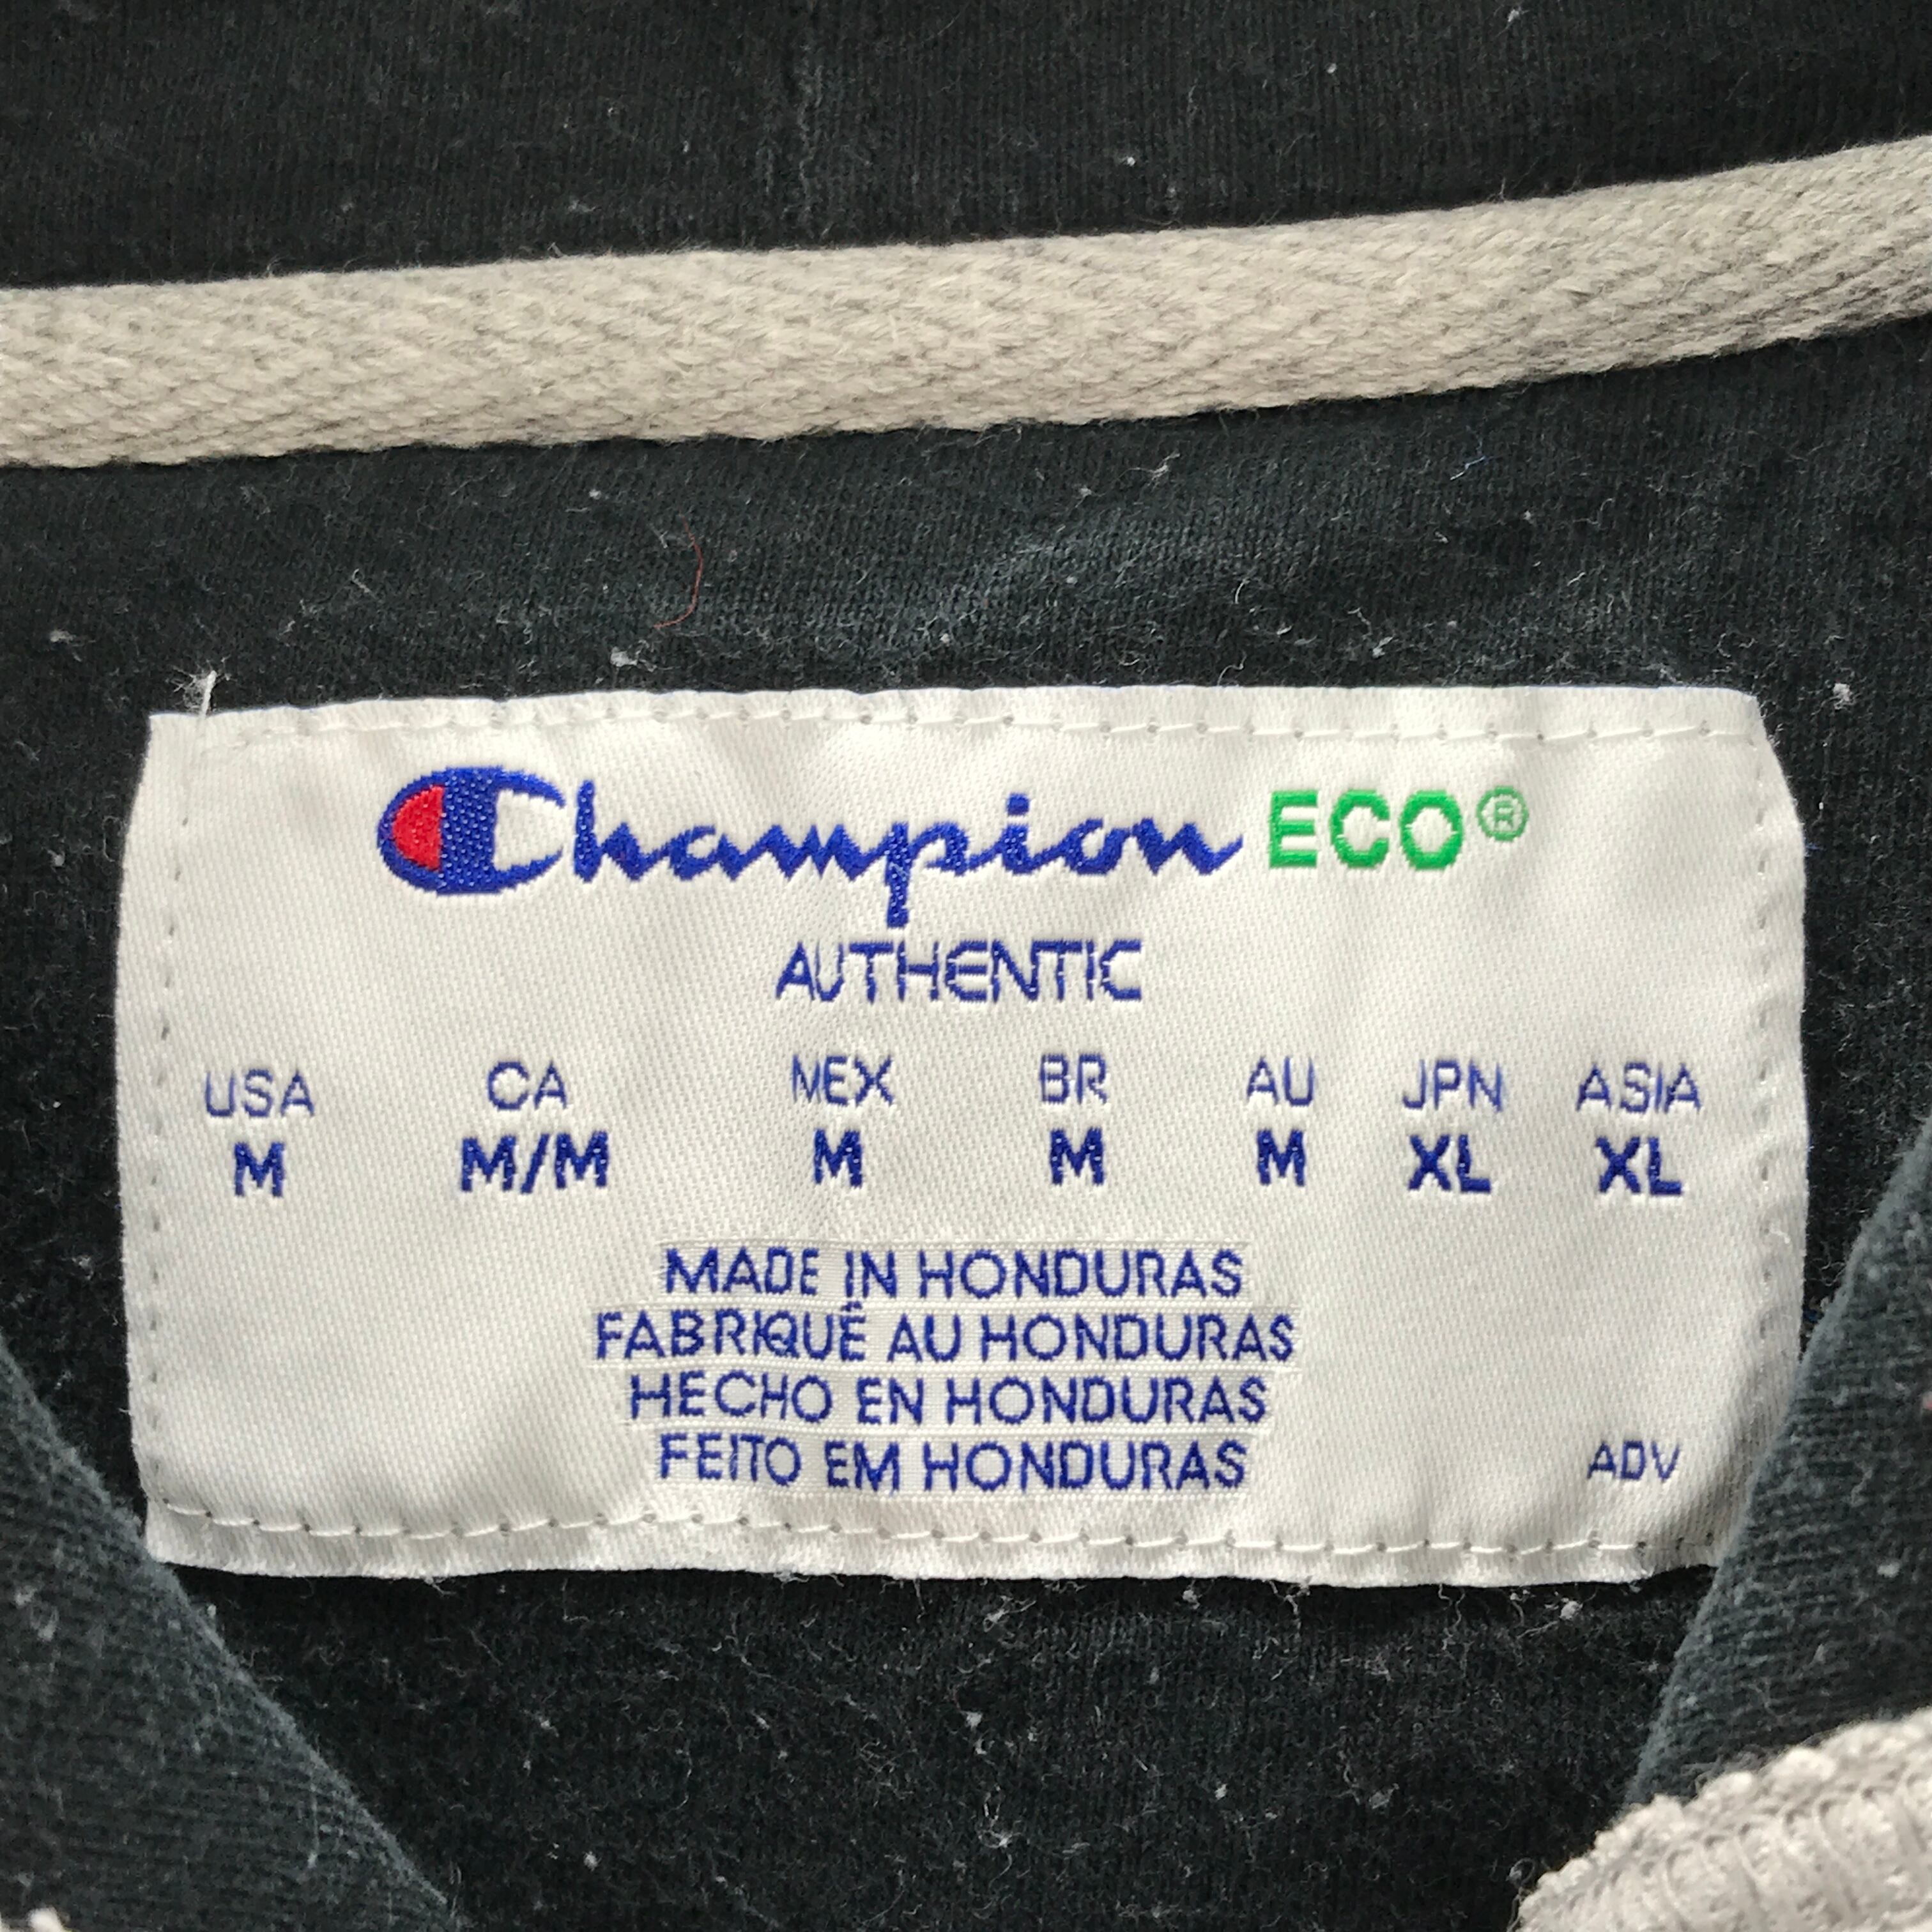 Champion ECO®
AUTHENTIC
USA CA MEX BR AU JPN ASIA
M M/M M M M XL XL
MADE IN HONDURAS
FABRIQUÉ AU HONDURAS
HECHO EN HONDURAS
FEITO EM HONDURAS
ADV